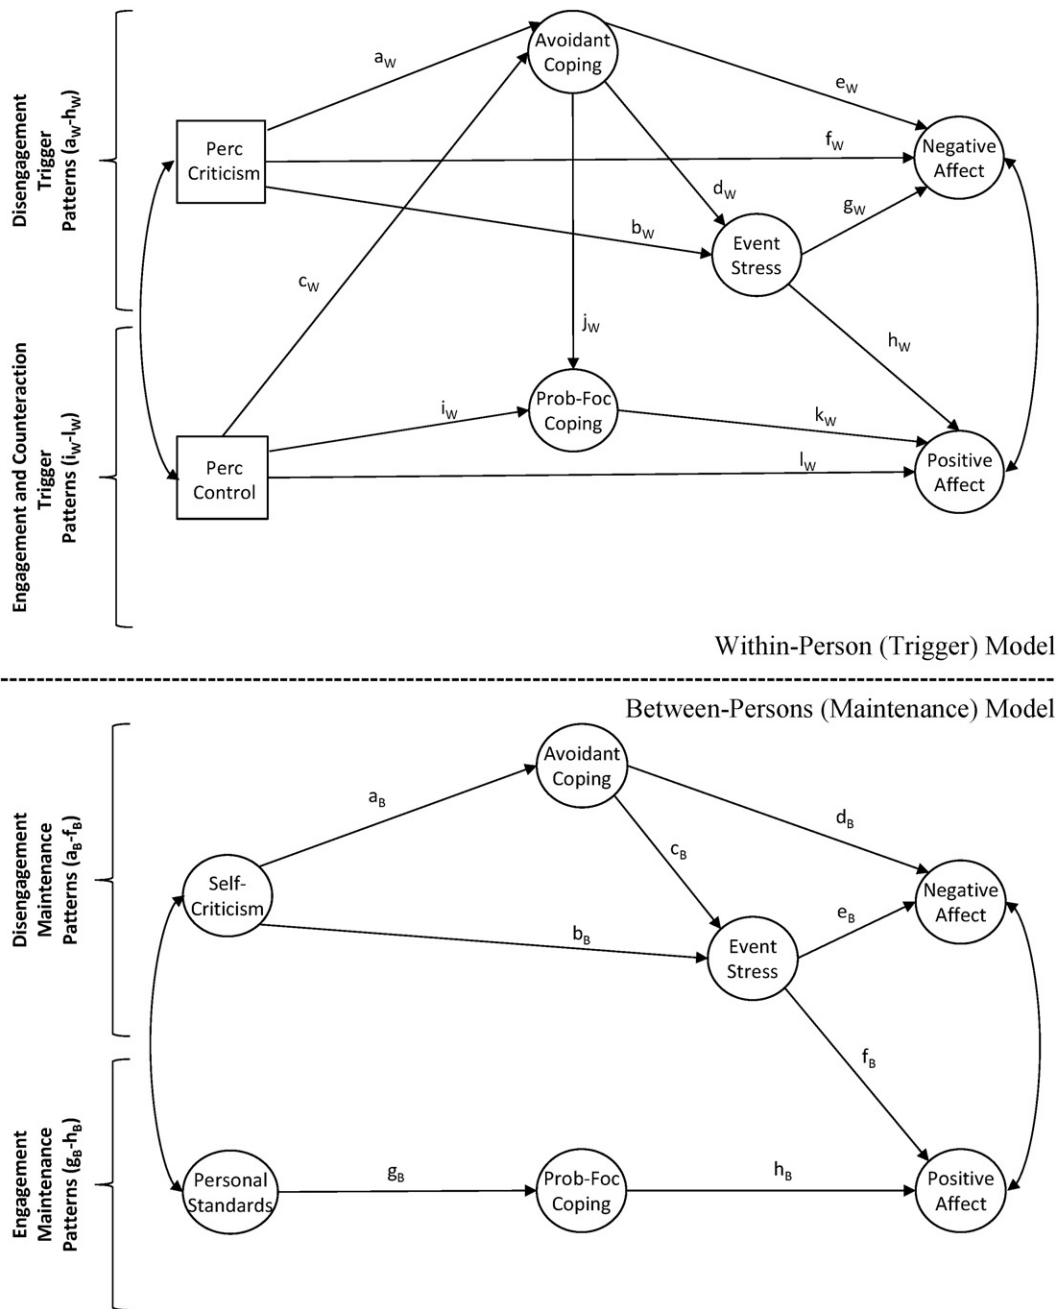 Disengagement
Trigger
Patterns (aW-hW)
Engagement and Counteraction
Trigger
Patterns (iW-lW)
Avoidant
Coping
aW
eW
Perc
Criticism
fW
Negative
Affect
dW
gW
bW
Event
Stress
cW
jW
hW
iW
Prob-Foc
Coping
kW
Perc
Control
lW
Positive
Affect
Within-Person (Trigger) Model
Between-Persons (Maintenance) Model
Disengagement
Maintenance
Patterns (aB-fB)
Engagement
Maintenance
Patterns (gB-hB)
Avoidant
Coping
aB
dB
cB
Self-
Criticism
Negative
Affect
eB
bB
Event
Stress
fB
Personal
Standards
gB
Prob-Foc
Coping
hB
Positive
Affect